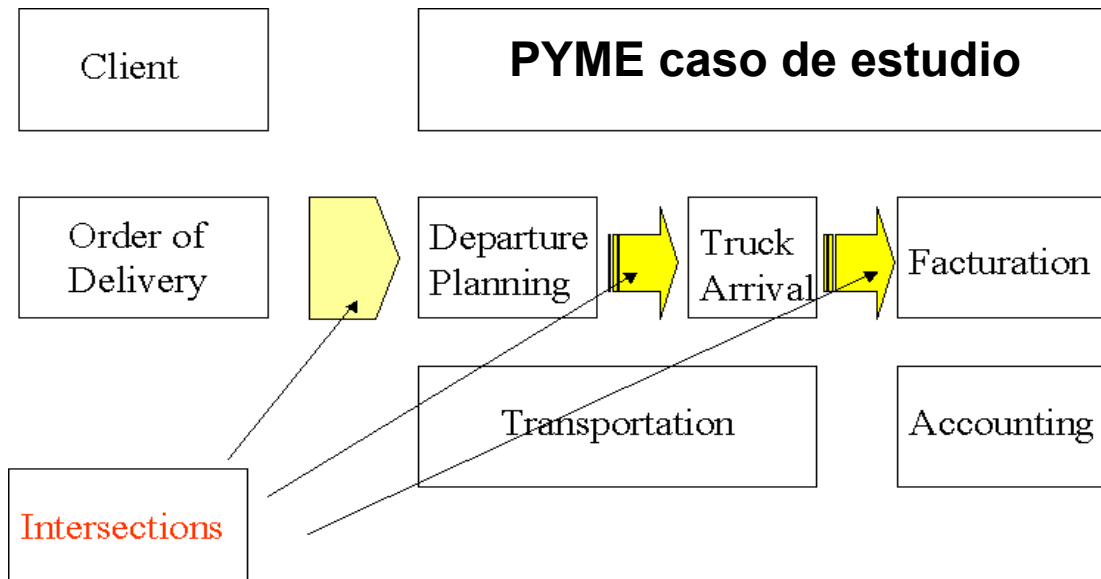 Client
PYME caso de estudio
Order of
Delivery
Departure
Planning
Truck
Arrival
Facturation
Transportation
Accounting
Intersections